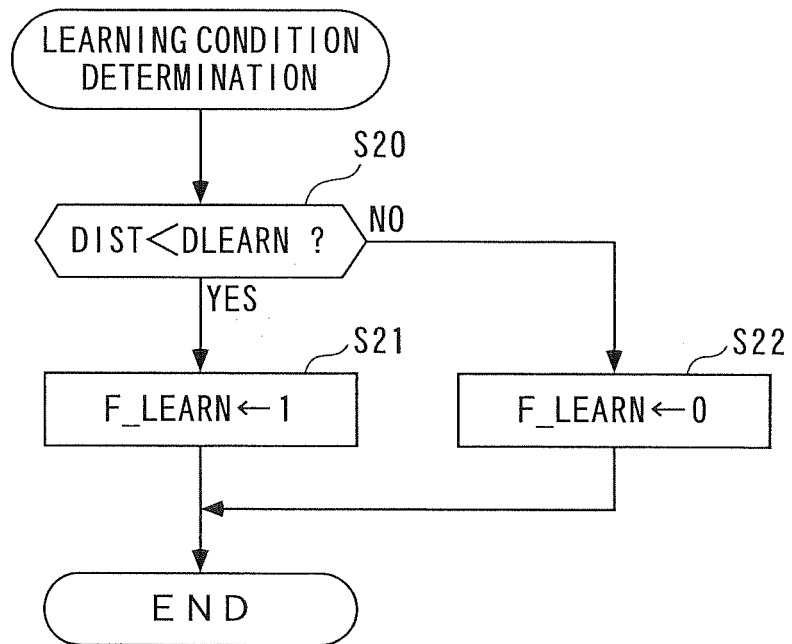 LEARNING CONDITION
DETERMINATION
S20
DIST<DLEARN ?
NO
YES
S21
S22
F_LEARN←1
F_LEARN←0
END